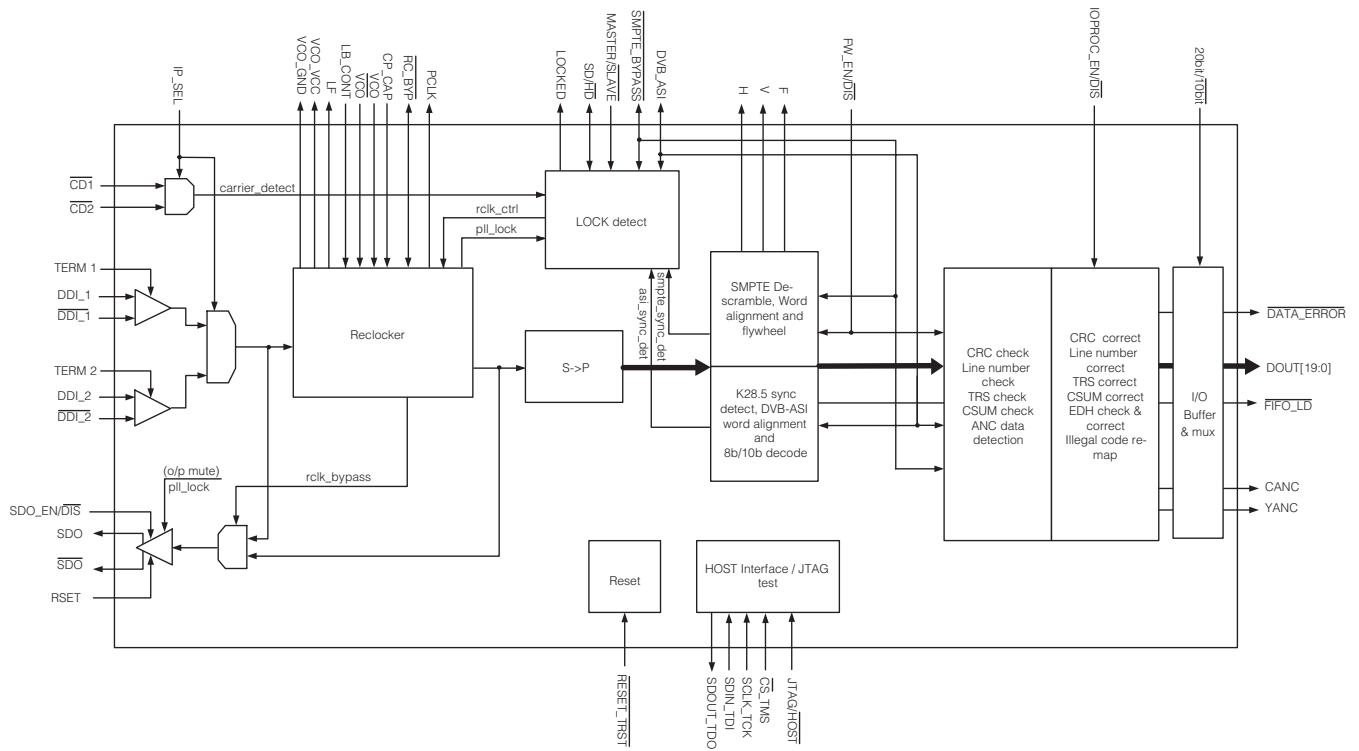 IP_SEL
VCO_GND
VCO_VCC
LF
LB_CONT
VCO
VCO
CP_CAP
RC_BYP
PCLK
LOCKED
SD/HD
MASTER/SLAVE
SMPTE_BYPASS
DVB_ASI
H
V
F
FW_EN/DIS
IOPROC_EN/DIS
20bit/10bit
CD1
CD2
carrier_detect
rclk_ctrl
pll_lock
LOCK detect
TERM 1
DDI_1
DDI_1
TERM 2
DDI_2
DDI_2
Reclocker
S->P
asi_sync_det
smpte_sync_det
SMPTE De-
scramble, Word
alignment and
flywheel
K28.5 sync
detect, DVB-ASI
word alignment
and
8b/10b decode
CRC check
Line number
check
TRS check
CSUM check
ANC data
detection
CRC correct
Line number
correct
TRS correct
CSUM correct
EDH check &
correct
Illegal code re-
map
I/O
Buffer
& mux
DATA_ERROR
DOUT[19:0]
FIFO_LD
CANC
YANC
rclk_bypass
(o/p mute)
pll_lock
SDO_EN/DIS
SDO
SDO
RSET
Reset
HOST Interface / JTAG
test
RESET_TRST
SDOUT_TDO
SDIN_TDI
SCLK_TCK
CS_TMS
JTAG/HOST